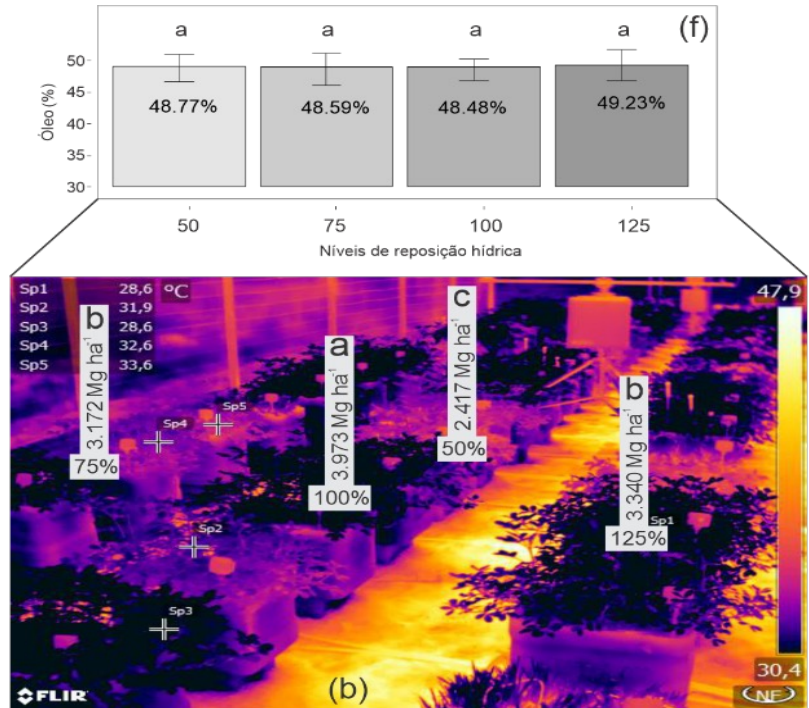 (f)
a a a a
Óleo (%)
50
45
40
35
30
48.77% 48.59% 48.48% 49.23%
50 75 100 125
Níveis de reposição hídrica
Sp1 28,6 °C
Sp2 31,9
Sp3 28,6
Sp4 32,6
Sp5 33,6
47,9
b
3.172 Mg ha⁻¹
75%
a
3.973 Mg ha⁻¹
100%
c
2.417 Mg ha⁻¹
50%
b
3.340 Mg ha⁻¹
125%
Sp5
Sp4
Sp1
Sp2
Sp3
30,4
FLIR
(b)
NF